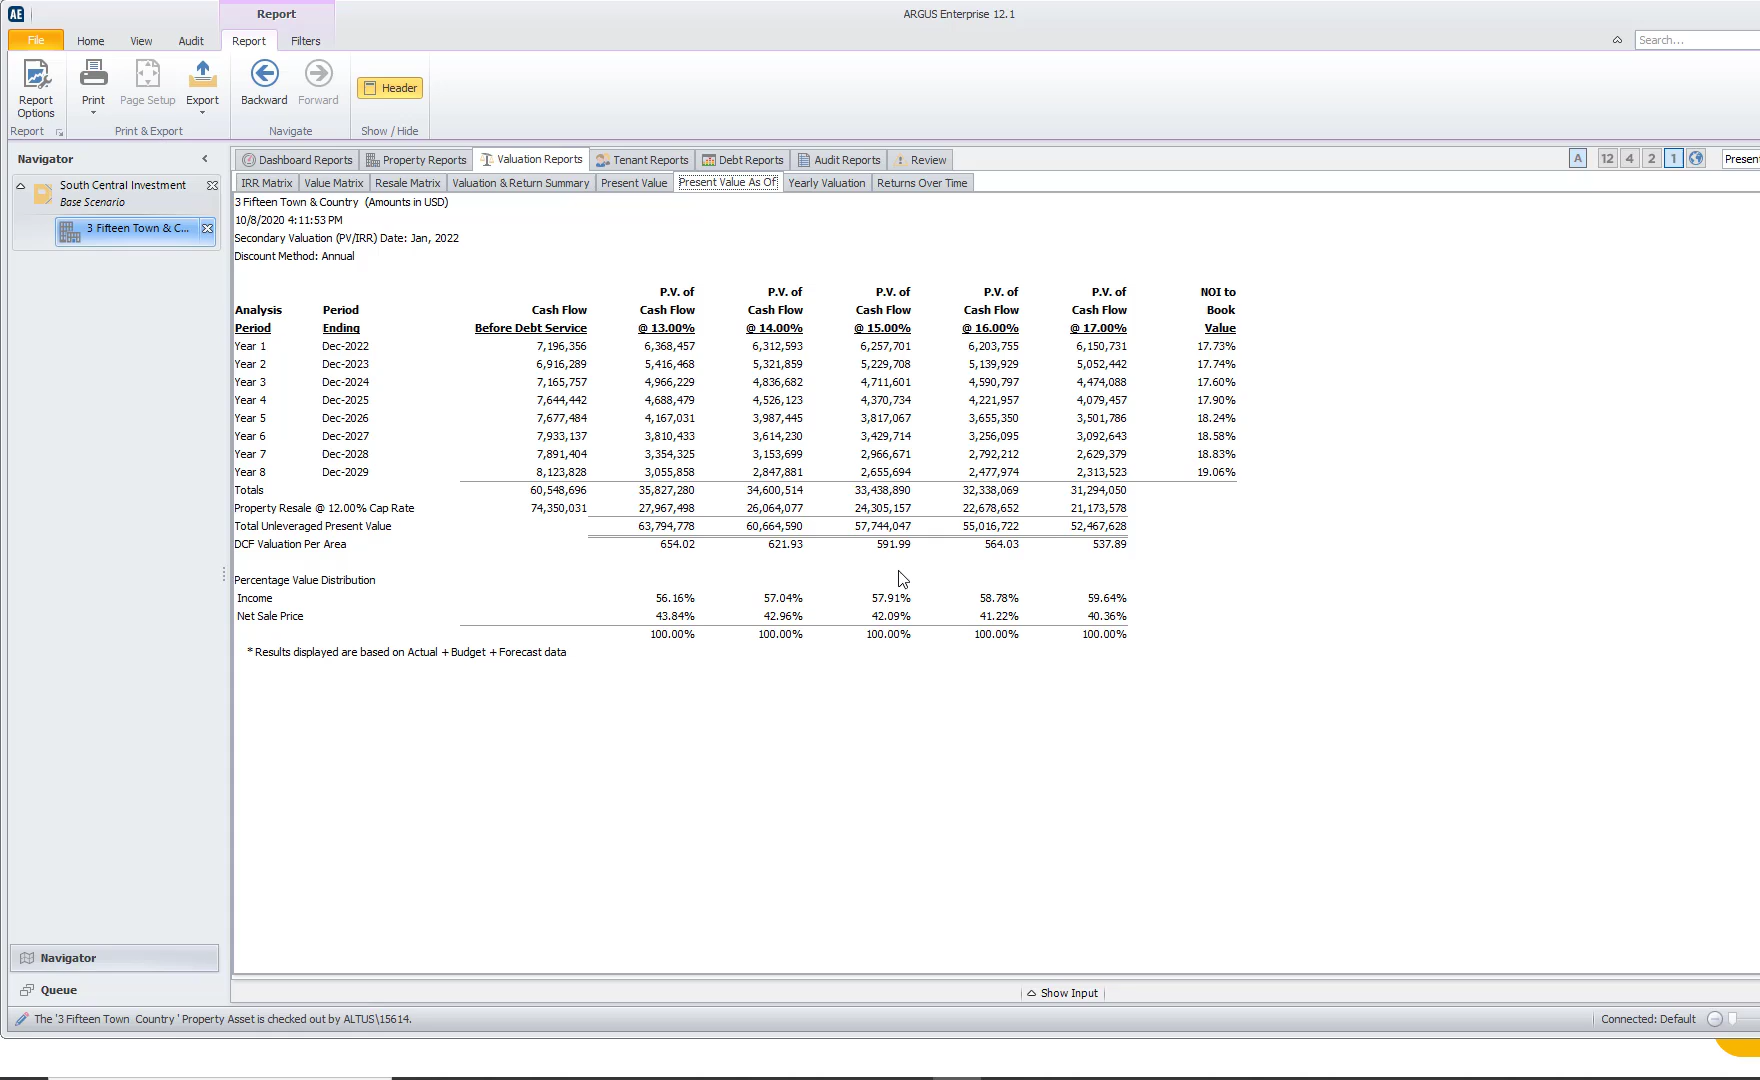 AE
Report
ARGUS Enterprise 12.1
File Home View Audit Report Filters
Search...
Report Options
Print
Page Setup
Export
Backward
Forward
Header
Report
Print & Export
Navigate
Show / Hide
Navigator
Dashboard Reports Property Reports Valuation Reports Tenant Reports Debt Reports Audit Reports Review
A 12 4 2 1
IRR Matrix Value Matrix Resale Matrix Valuation & Return Summary Present Value Present Value As Of Yearly Valuation Returns Over Time
South Central Investment
Base Scenario
3 Fifteen Town & C...
3 Fifteen Town & Country (Amounts in USD)
10/8/2020 4:11:53 PM
Secondary Valuation (PV/IRR) Date: Jan, 2022
Discount Method: Annual
P.V. of P.V. of P.V. of P.V. of P.V. of NOI to
Analysis Period Cash Flow Cash Flow Cash Flow Cash Flow Cash Flow Cash Flow Book
Period Ending Before Debt Service @ 13.00% @ 14.00% @ 15.00% @ 16.00% @ 17.00% Value
Year 1 Dec-2022 7,196,356 6,368,457 6,312,593 6,257,701 6,203,755 6,150,731 17.73%
Year 2 Dec-2023 6,916,289 5,416,468 5,321,859 5,229,708 5,139,929 5,052,442 17.74%
Year 3 Dec-2024 7,165,757 4,966,229 4,836,682 4,711,601 4,590,797 4,474,088 17.60%
Year 4 Dec-2025 7,644,442 4,688,479 4,526,123 4,370,734 4,221,957 4,079,457 17.90%
Year 5 Dec-2026 7,677,484 4,167,031 3,987,445 3,817,067 3,655,350 3,501,786 18.24%
Year 6 Dec-2027 7,933,137 3,810,433 3,614,230 3,429,714 3,256,095 3,092,643 18.58%
Year 7 Dec-2028 7,891,404 3,354,325 3,153,699 2,966,671 2,792,212 2,629,379 18.83%
Year 8 Dec-2029 8,123,828 3,055,858 2,847,881 2,655,694 2,477,974 2,313,523 19.06%
Totals 60,548,696 35,827,280 34,600,514 33,438,890 32,338,069 31,294,050
Property Resale @ 12.00% Cap Rate 74,350,031 27,967,498 26,064,077 24,305,157 22,678,652 21,173,578
Total Unleveraged Present Value 63,794,778 60,664,590 57,744,047 55,016,722 52,467,628
DCF Valuation Per Area 654.02 621.93 591.99 564.03 537.89
Percentage Value Distribution
Income 56.16% 57.04% 57.91% 58.78% 59.64%
Net Sale Price 43.84% 42.96% 42.09% 41.22% 40.36%
100.00% 100.00% 100.00% 100.00% 100.00%
* Results displayed are based on Actual + Budget + Forecast data
Navigator
Queue
Show Input
The '3 Fifteen Town Country ' Property Asset is checked out by ALTUS\15614.
Connected: Default